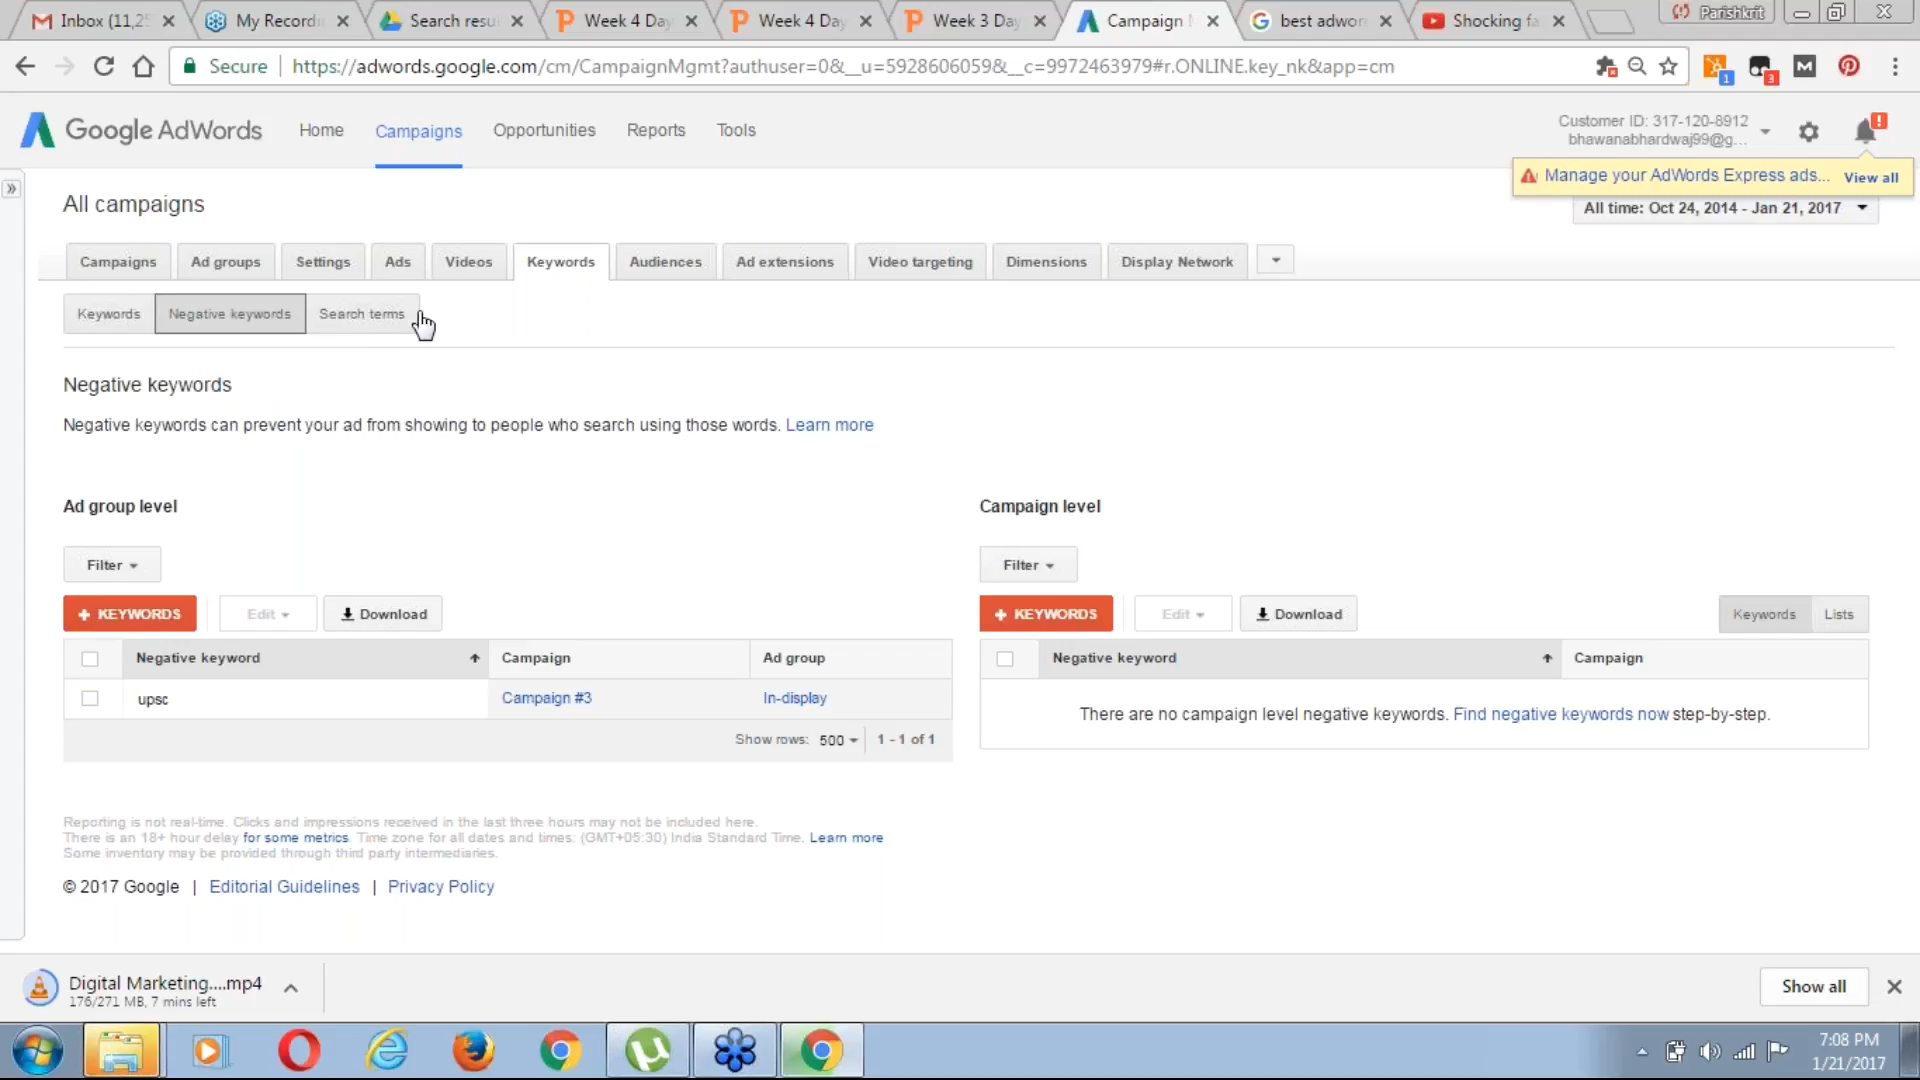 Inbox (11,25
My Recordi
Search resu
Week 4 Day
Week 4 Day
Week 3 Day
Campaign
best adwor
Shocking fa
Parishkrit
Secure
https://adwords.google.com/cm/CampaignMgmt?authuser=0&__u=5928606059&__c=9972463979#r.ONLINE.key_nk&app=cm
1
3
Google AdWords
Home
Campaigns
Opportunities
Reports
Tools
Customer ID: 317-120-8912
bhawanabhardwaj99@g...
Manage your AdWords Express ads...
View all
All campaigns
All time: Oct 24, 2014 - Jan 21, 2017
Campaigns
Ad groups
Settings
Ads
Videos
Keywords
Audiences
Ad extensions
Video targeting
Dimensions
Display Network
Keywords
Negative keywords
Search terms
Negative keywords
Negative keywords can prevent your ad from showing to people who search using those words. Learn more
Ad group level
Campaign level
Filter
Filter
+ KEYWORDS
Edit
Download
+ KEYWORDS
Edit
Download
Keywords
Lists
Negative keyword
Campaign
Ad group
Negative keyword
Campaign
upsc
Campaign #3
In-display
There are no campaign level negative keywords. Find negative keywords now step-by-step.
Show rows: 500
1 - 1 of 1
Reporting is not real-time. Clicks and impressions received in the last three hours may not be included here.
There is an 18+ hour delay for some metrics. Time zone for all dates and times: (GMT+05:30) India Standard Time. Learn more
Some inventory may be provided through third party intermediaries.
© 2017 Google | Editorial Guidelines | Privacy Policy
Digital Marketing....mp4
176/271 MB, 7 mins left
Show all
7:08 PM
1/21/2017